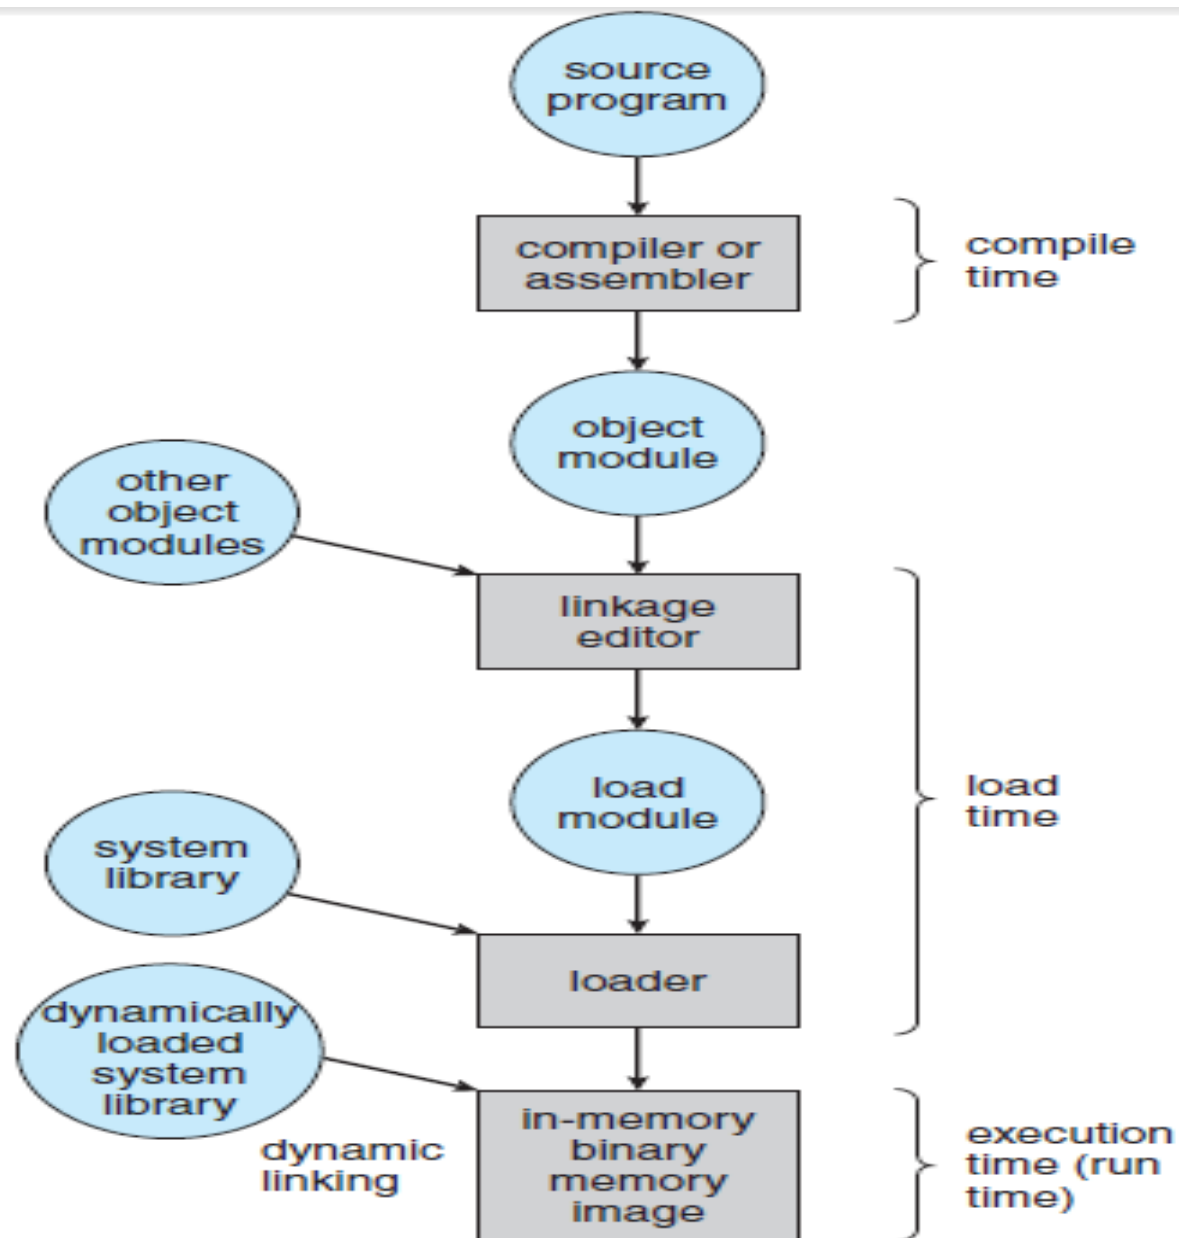 source
program
compiler or
assembler
compile
time
object
module
other
object
modules
linkage
editor
load
module
load
time
system
library
loader
dynamically
loaded
system
library
dynamic
linking
in-memory
binary
memory
image
execution
time (run
time)